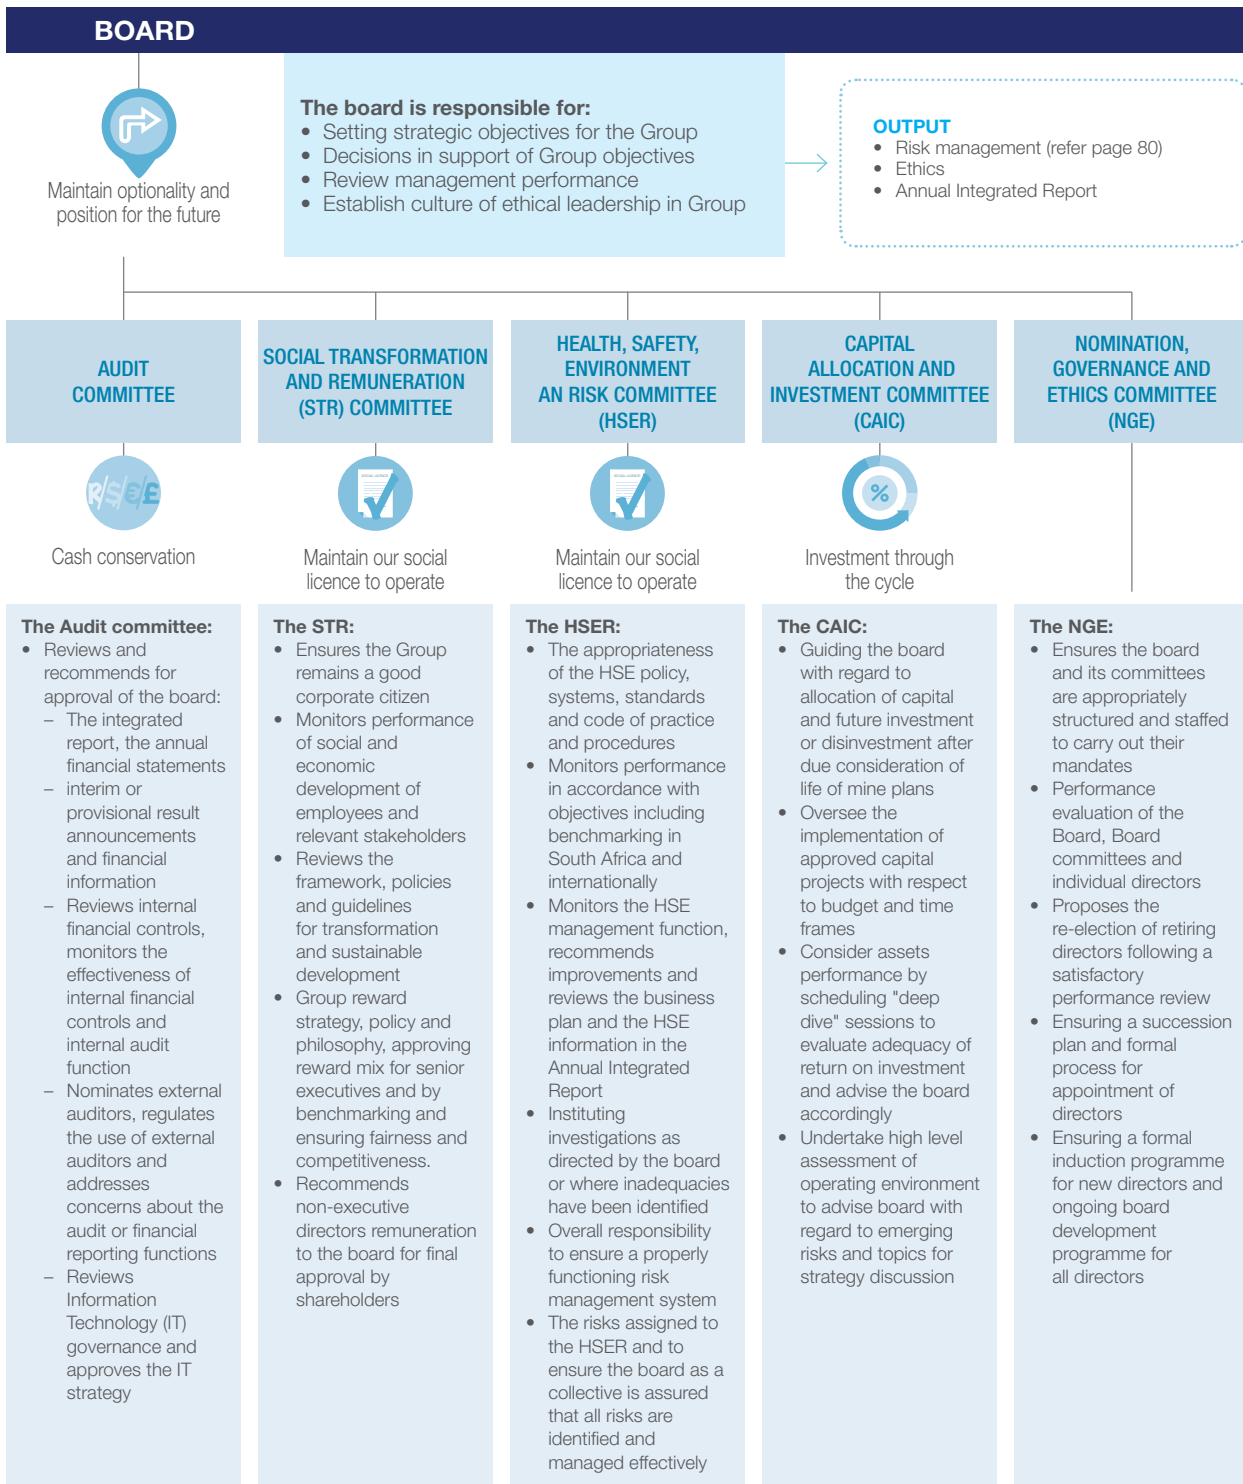 BOARD
Maintain optionality and
position for the future
The board is responsible for:
• Setting strategic objectives for the Group
• Decisions in support of Group objectives
• Review management performance
• Establish culture of ethical leadership in Group
OUTPUT
• Risk management (refer page 80)
• Ethics
• Annual Integrated Report
AUDIT
COMMITTEE
R/$/€/£
Cash conservation
The Audit committee:
• Reviews and
recommends for
approval of the board:
– The integrated
report, the annual
financial statements
– interim or
provisional result
announcements
and financial
information
– Reviews internal
financial controls,
monitors the
effectiveness of
internal financial
controls and
internal audit
function
– Nominates external
auditors, regulates
the use of external
auditors and
addresses
concerns about the
audit or financial
reporting functions
– Reviews
Information
Technology (IT)
governance and
approves the IT
strategy
SOCIAL TRANSFORMATION
AND REMUNERATION
(STR) COMMITTEE
SOCIAL LICENCE
Maintain our social
licence to operate
The STR:
• Ensures the Group
remains a good
corporate citizen
• Monitors performance
of social and
economic
development of
employees and
relevant stakeholders
• Reviews the
framework, policies
and guidelines
for transformation
and sustainable
development
• Group reward
strategy, policy and
philosophy, approving
reward mix for senior
executives and by
benchmarking and
ensuring fairness and
competitiveness.
• Recommends
non-executive
directors remuneration
to the board for final
approval by
shareholders
HEALTH, SAFETY,
ENVIRONMENT
AN RISK COMMITTEE
(HSER)
SOCIAL LICENCE
Maintain our social
licence to operate
The HSER:
• The appropriateness
of the HSE policy,
systems, standards
and code of practice
and procedures
• Monitors performance
in accordance with
objectives including
benchmarking in
South Africa and
internationally
• Monitors the HSE
management function,
recommends
improvements and
reviews the business
plan and the HSE
information in the
Annual Integrated
Report
• Instituting
investigations as
directed by the board
or where inadequacies
have been identified
• Overall responsibility
to ensure a properly
functioning risk
management system
• The risks assigned to
the HSER and to
ensure the board as a
collective is assured
that all risks are
identified and
managed effectively
CAPITAL
ALLOCATION AND
INVESTMENT COMMITTEE
(CAIC)
%
Investment through
the cycle
The CAIC:
• Guiding the board
with regard to
allocation of capital
and future investment
or disinvestment after
due consideration of
life of mine plans
• Oversee the
implementation of
approved capital
projects with respect
to budget and time
frames
• Consider assets
performance by
scheduling "deep
dive" sessions to
evaluate adequacy of
return on investment
and advise the board
accordingly
• Undertake high level
assessment of
operating environment
to advise board with
regard to emerging
risks and topics for
strategy discussion
NOMINATION,
GOVERNANCE AND
ETHICS COMMITTEE
(NGE)
The NGE:
• Ensures the board
and its committees
are appropriately
structured and staffed
to carry out their
mandates
• Performance
evaluation of the
Board, Board
committees and
individual directors
• Proposes the
re-election of retiring
directors following a
satisfactory
performance review
• Ensuring a succession
plan and formal
process for
appointment of
directors
• Ensuring a formal
induction programme
for new directors and
ongoing board
development
programme for
all directors